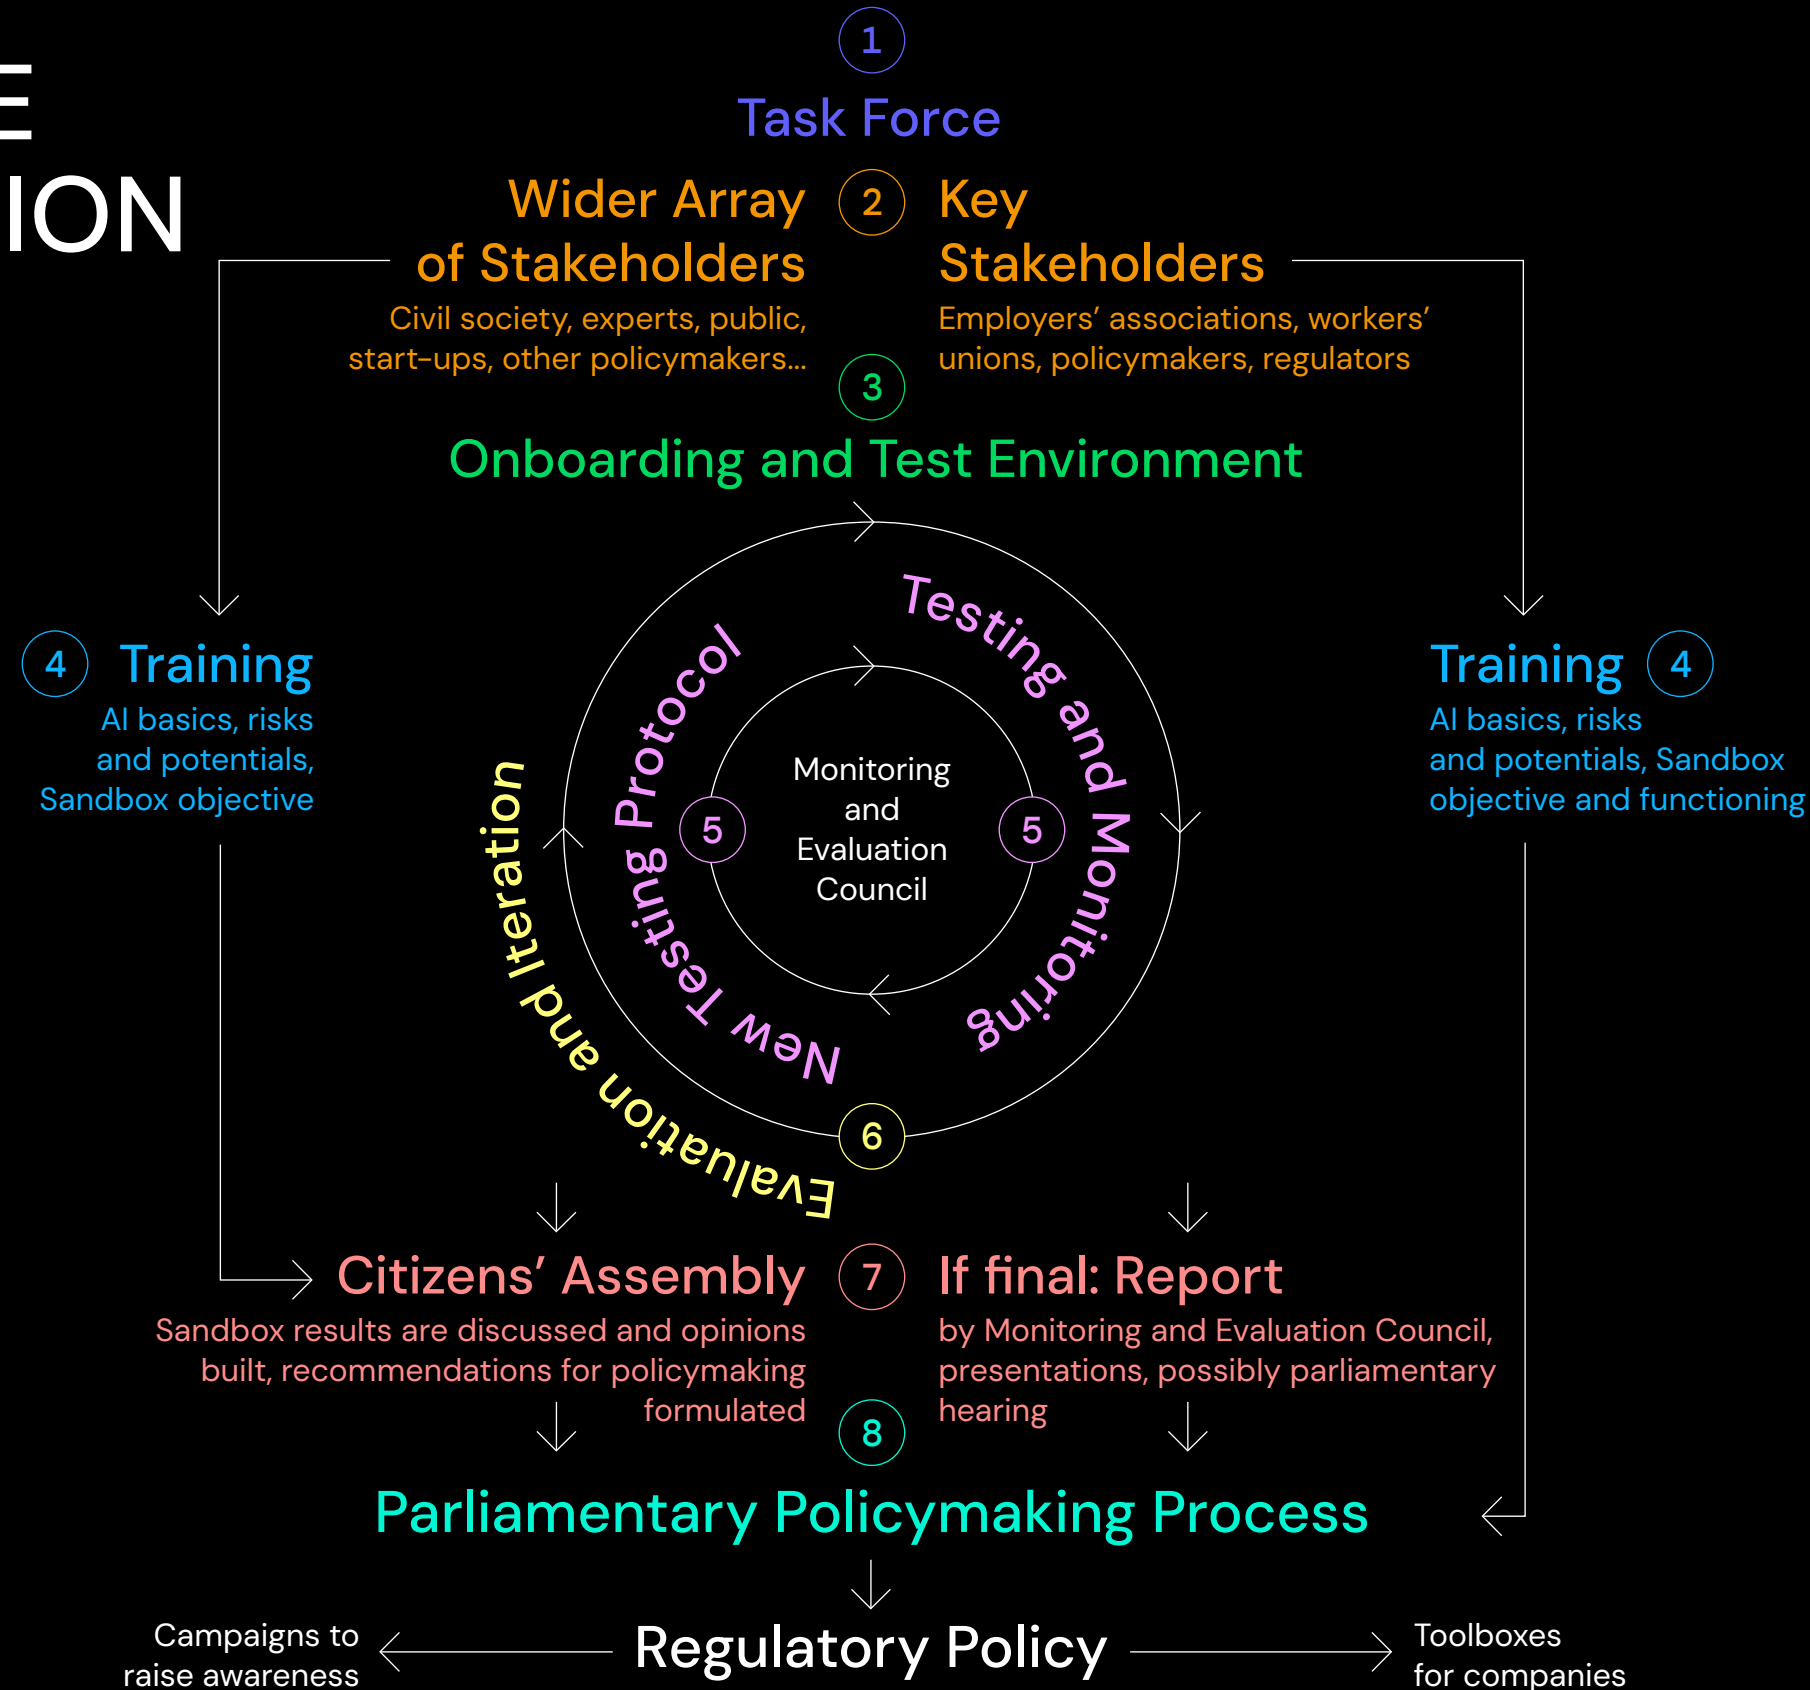 E
ION
1
Task Force
Wider Array
of Stakeholders
Civil society, experts, public,
start-ups, other policymakers...
2
Key
Stakeholders
Employers’ associations, workers’
unions, policymakers, regulators
3
Onboarding and Test Environment
4
Training
AI basics, risks
and potentials,
Sandbox objective
Training
4
AI basics, risks
and potentials, Sandbox
objective and functioning
Testing and Monitoring
New Testing Protocol
5
Monitoring
and
Evaluation
Council
5
Evaluation and Iteration
6
Citizens’ Assembly
Sandbox results are discussed and opinions
built, recommendations for policymaking
formulated
7
If final: Report
by Monitoring and Evaluation Council,
presentations, possibly parliamentary
hearing
8
Parliamentary Policymaking Process
Campaigns to
raise awareness
Regulatory Policy
Toolboxes
for companies